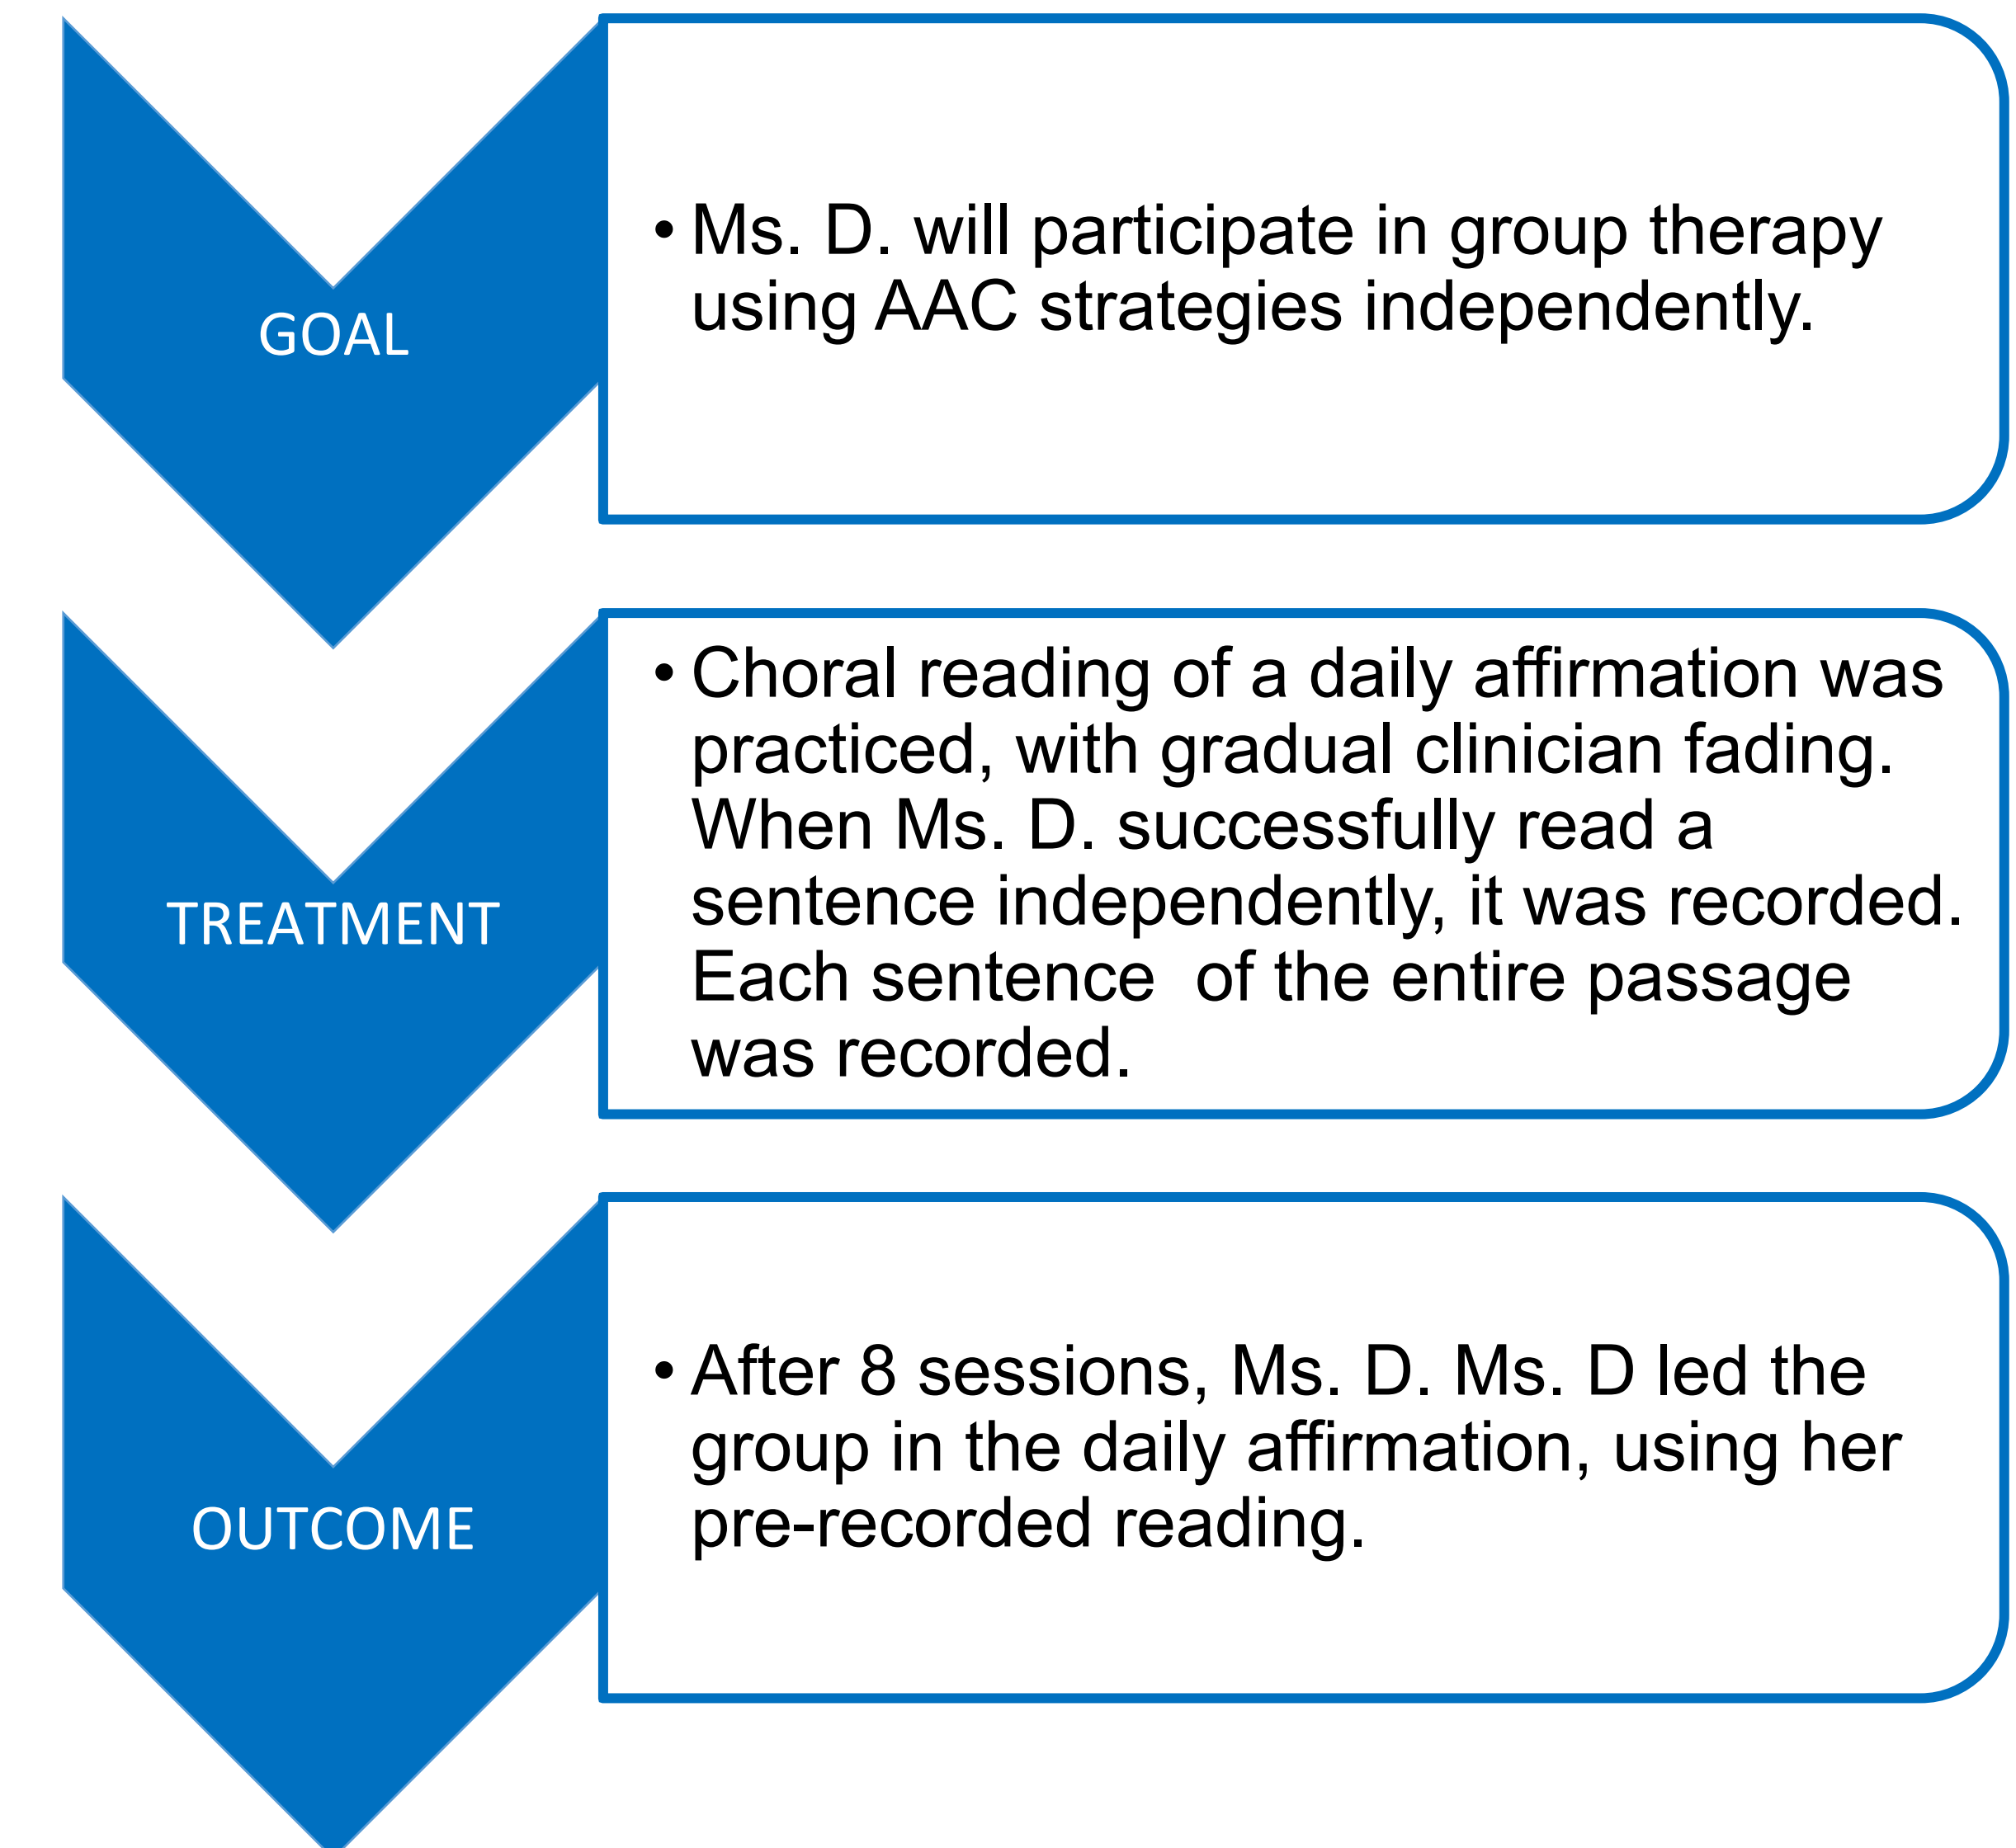 GOAL
• Ms. D. will participate in group therapy
using AAC strategies independently.
TREATMENT
• Choral reading of a daily affirmation was
practiced, with gradual clinician fading.
When Ms. D. successfully read a
sentence independently, it was recorded.
Each sentence  of the entire passage
was recorded.
OUTCOME
• After 8 sessions, Ms. D. Ms. D led the
group in the daily affirmation, using her
pre-recorded reading.